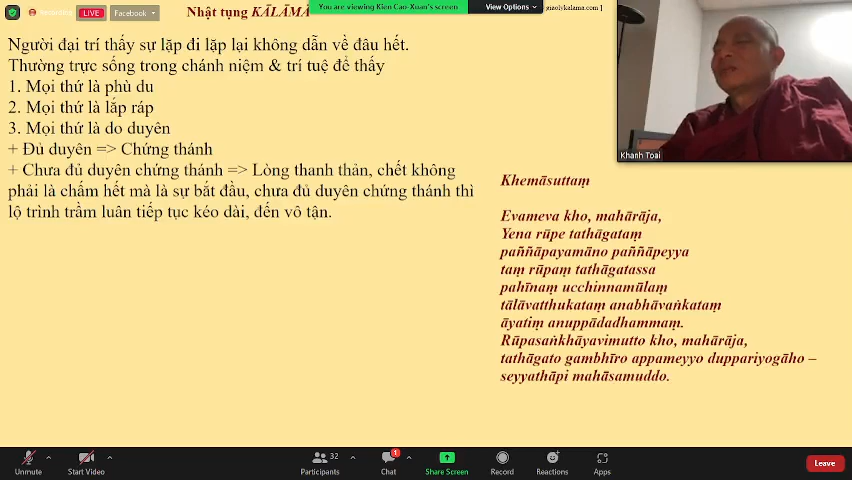 Nhật tụng KĀLĀMA
You are viewing Kien Cao-Xuan's screen
View Options
giaolykalama.com ]
LIVE
Facebook
Người đại trí thấy sự lặp đi lặp lại không dẫn về đâu hết.
Thường trực sống trong chánh niệm & trí tuệ để thấy
1. Mọi thứ là phù du
2. Mọi thứ là lắp ráp
3. Mọi thứ là do duyên
+ Đủ duyên => Chứng thánh
+ Chưa đủ duyên chứng thánh => Lòng thanh thản, chết không
phải là chấm hết mà là sự bắt đầu, chưa đủ duyên chứng thánh thì
lộ trình trầm luân tiếp tục kéo dài, đến vô tận.
Khanh Toai
Khemāsuttaṃ
Evameva kho, mahārāja,
Yena rūpe tathāgataṃ
paññāpayamāno paññāpeyya
taṃ rūpaṃ tathāgatassa
pahīnaṃ ucchinnamūlaṃ
tālāvatthukataṃ anabhāvaṅkataṃ
āyatiṃ anuppādadhammaṃ.
Rūpasaṅkhāyavimutto kho, mahārāja,
tathāgato gambhīro appameyyo duppariyogāho –
seyyathāpi mahāsamuddo.
Unmute
Start Video
32
Participants
1
Chat
Share Screen
Record
Reactions
Apps
Leave